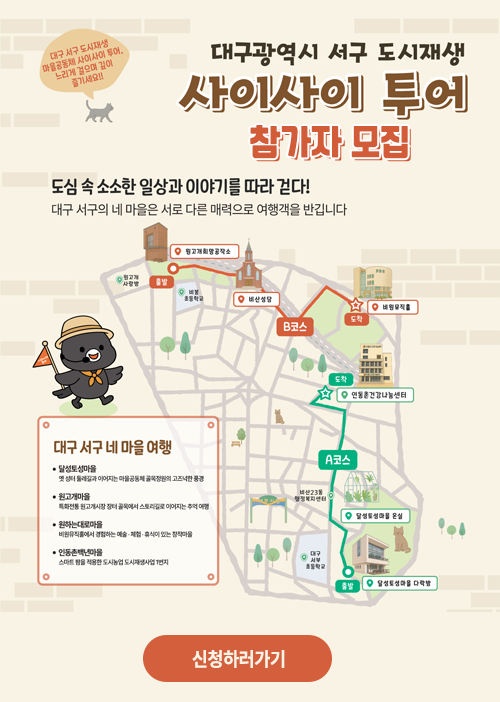 대구 서구 도시재생
마을공동체 사이사이 투어,
느리게 걸으며 깊이
즐기세요!!
대구광역시 서구 도시재생
사이사이 투어
참가자 모집
도심 속 소소한 일상과 이야기를 따라 걷다!
대구 서구의 네 마을은 서로 다른 매력으로 여행객을 반깁니다
원고개희망공작소
원고개
사랑방
출발
비봉
초등학교
비산성당
B코스
도착
비원뮤직홀
도착
인동촌건강나눔센터
A코스
비산2·3동
행정복지센터
달성토성마을 온실
대구
서부
초등학교
출발
달성토성마을 다락방
대구 서구 네 마을 여행
• 달성토성마을
옛 성터 둘레길과 이어지는 마을공동체 골목정원의 고즈넉한 풍경
• 원고개마을
특화전통 원고개시장 장터 골목에서 스토리길로 이어지는 추억 여행
• 원하는대로마을
비원뮤직홀에서 경험하는 예술·체험·휴식이 있는 창작마을
• 인동촌백년마을
스마트 팜을 적용한 도시농업 도시재생사업 1번지
신청하러가기